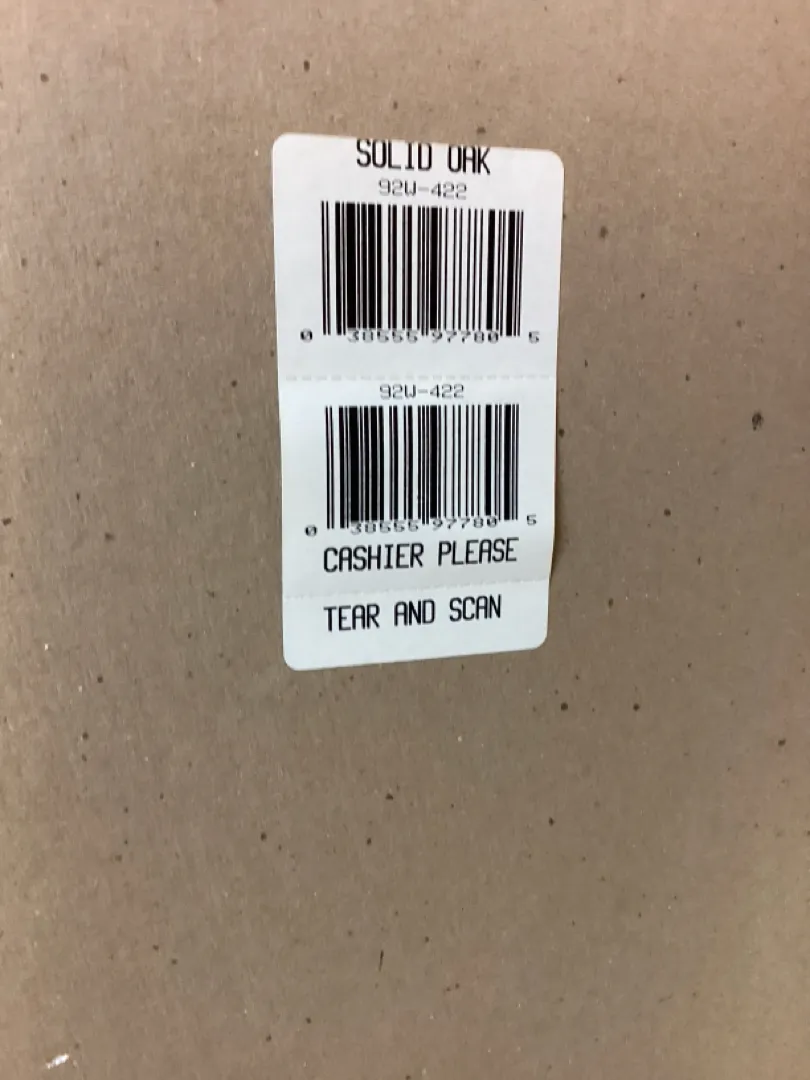 SOLID OAK
92W-422
0 38555 97780 5
92W-422
0 38555 97780 5
CASHIER PLEASE
TEAR AND SCAN